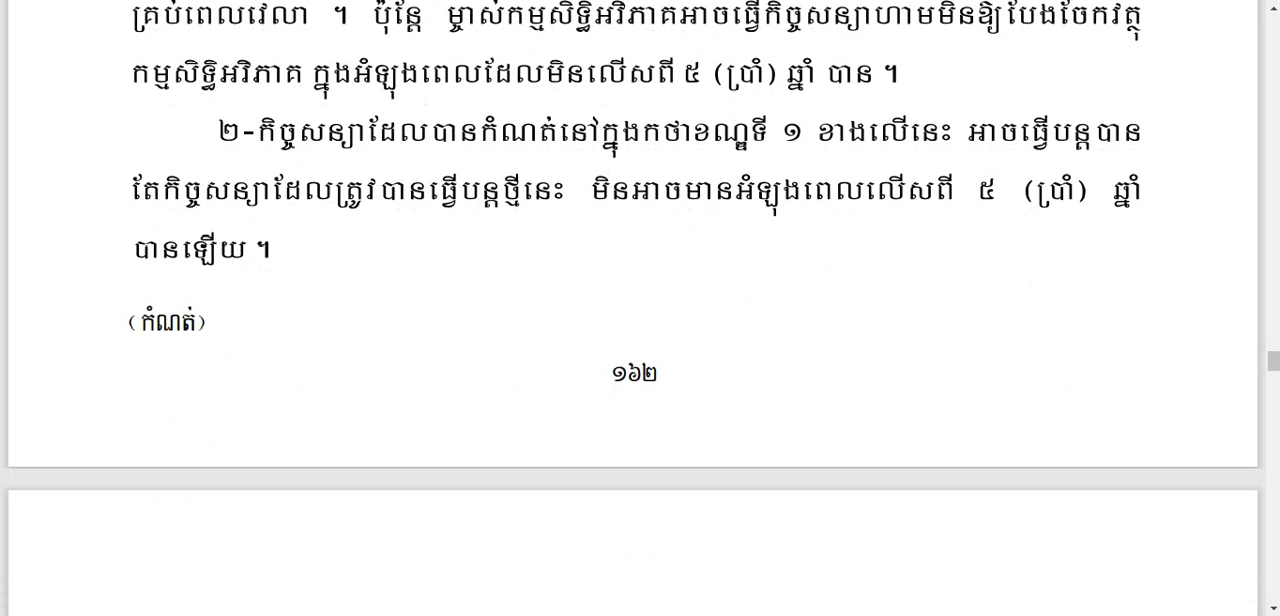 គ្រប់ពេលវេលា ។ ប៉ុន្តែ ម្ចាស់កម្មសិទ្ធិអវិភាគអាចធ្វើកិច្ចសន្យាហាមមិនឱ្យបែងចែកវត្ថុ
កម្មសិទ្ធិអវិភាគ ក្នុងអំឡុងពេលដែលមិនលើសពី ៥ (ប្រាំ) ឆ្នាំ បាន ។
២-កិច្ចសន្យាដែលបានកំណត់នៅក្នុងកថាខណ្ឌទី ១ ខាងលើនេះ អាចធ្វើបន្តបាន
តែកិច្ចសន្យាដែលត្រូវបានធ្វើបន្តថ្មីនេះ មិនអាចមានអំឡុងពេលលើសពី ៥ (ប្រាំ) ឆ្នាំ
បានឡើយ ។
(កំណត់)
១៦២